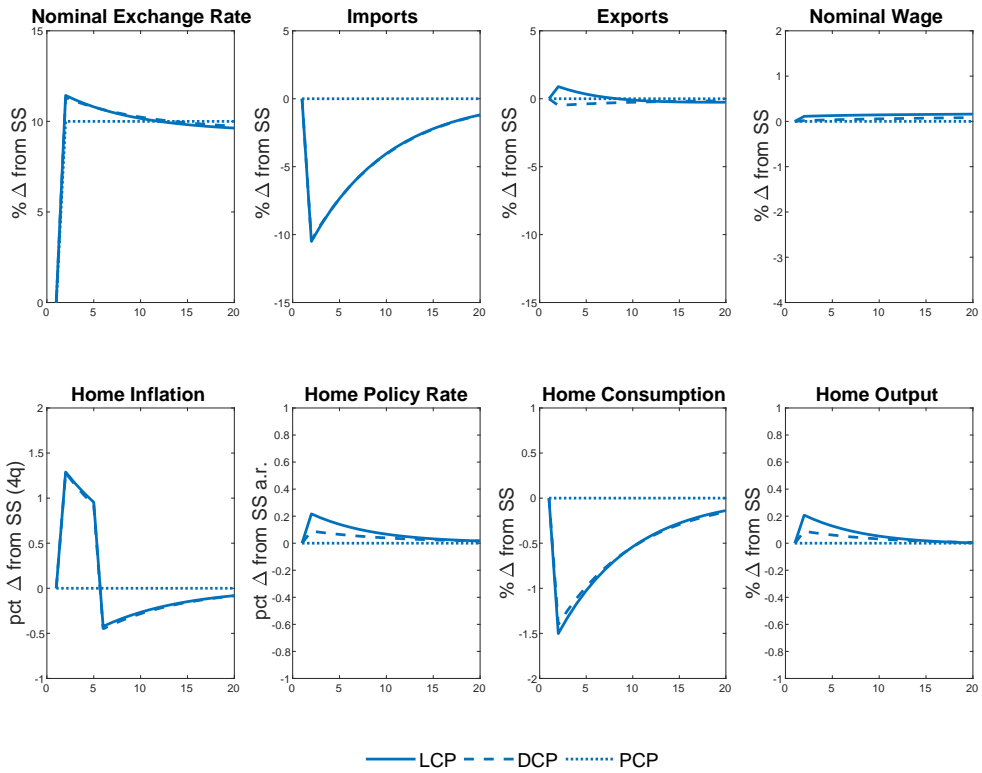 Nominal Exchange Rate
15
10
5
0
0 5 10 15 20
% Δ from SS
Imports
5
0
-5
-10
-15
0 5 10 15 20
% Δ from SS
Exports
5
0
-5
-10
-15
0 5 10 15 20
% Δ from SS
Nominal Wage
2
1
0
-1
-2
-3
-4
0 5 10 15 20
% Δ from SS
Home Inflation
2
1.5
1
0.5
0
-0.5
-1
0 5 10 15 20
pct Δ from SS (4q)
Home Policy Rate
1
0.8
0.6
0.4
0.2
0
-0.2
-0.4
-0.6
-0.8
-1
0 5 10 15 20
pct Δ from SS a.r.
Home Consumption
1
0.5
0
-0.5
-1
-1.5
-2
0 5 10 15 20
% Δ from SS
Home Output
1
0.8
0.6
0.4
0.2
0
-0.2
-0.4
-0.6
-0.8
-1
0 5 10 15 20
% Δ from SS
LCP DCP PCP